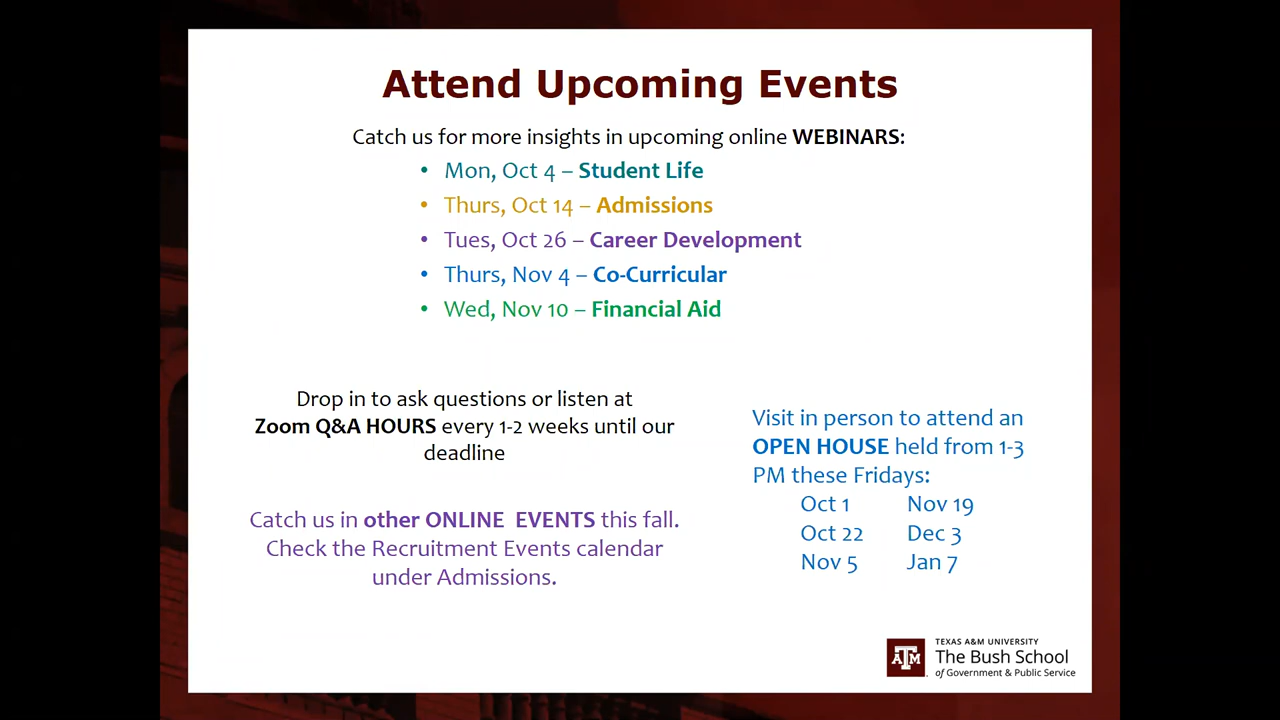 Attend Upcoming Events
Catch us for more insights in upcoming online WEBINARS:
• Mon, Oct 4 – Student Life
• Thurs, Oct 14 – Admissions
• Tues, Oct 26 – Career Development
• Thurs, Nov 4 – Co-Curricular
• Wed, Nov 10 – Financial Aid
Drop in to ask questions or listen at
Zoom Q&A HOURS every 1-2 weeks until our
deadline
Catch us in other ONLINE EVENTS this fall.
Check the Recruitment Events calendar
under Admissions.
Visit in person to attend an
OPEN HOUSE held from 1-3
PM these Fridays:
Oct 1 Nov 19
Oct 22 Dec 3
Nov 5 Jan 7
ATM
TEXAS A&M UNIVERSITY
The Bush School
of Government & Public Service